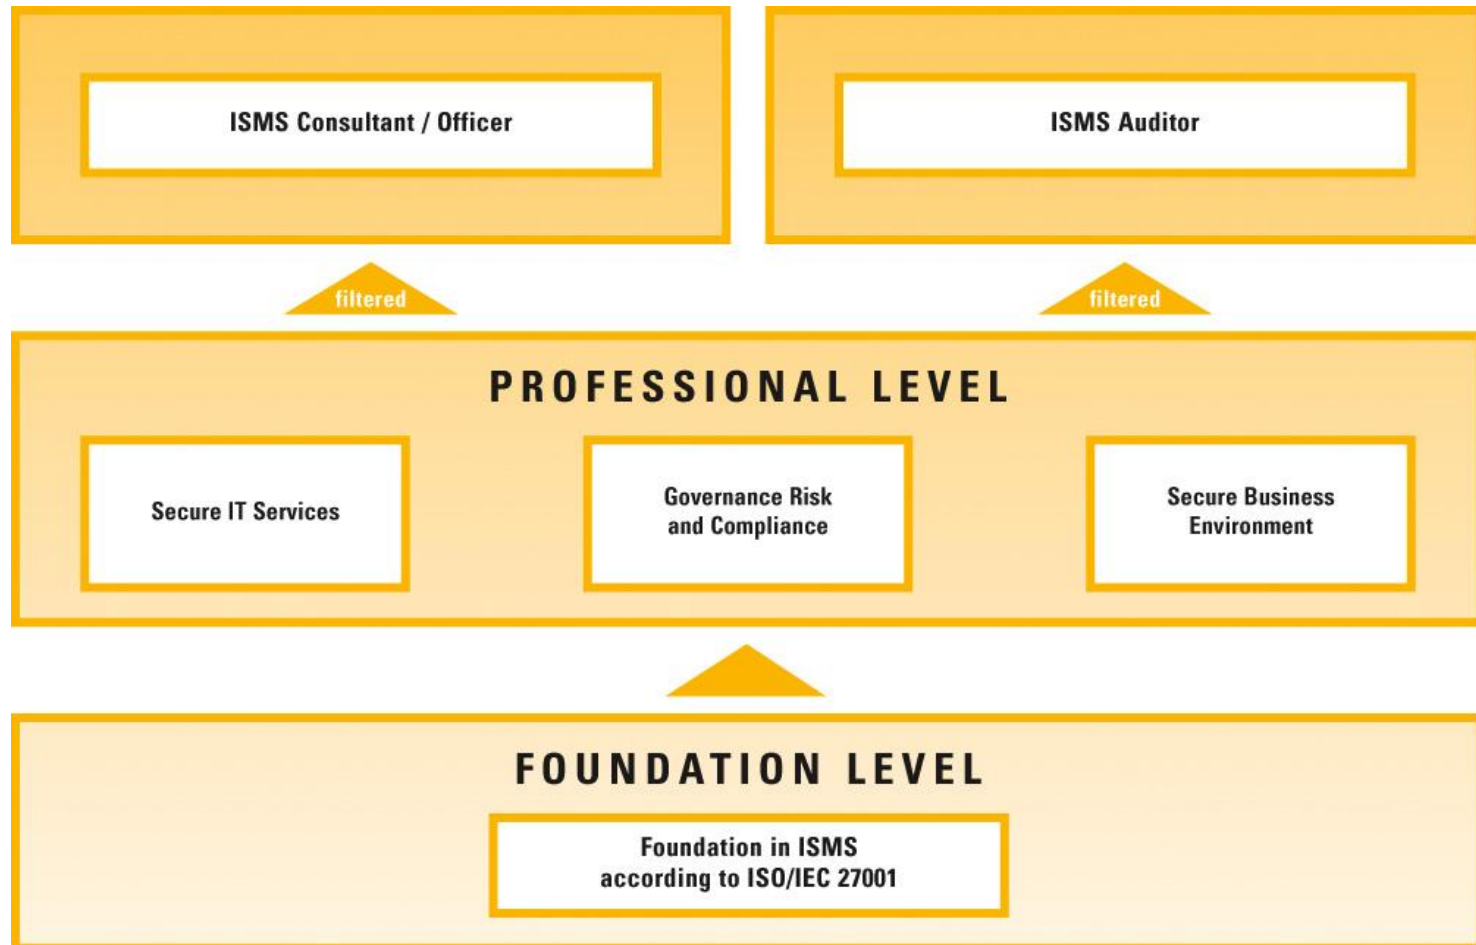 ISMS Consultant / Officer
ISMS Auditor
filtered
filtered
PROFESSIONAL LEVEL
Secure IT Services
Governance Risk
and Compliance
Secure Business
Environment
FOUNDATION LEVEL
Foundation in ISMS
according to ISO/IEC 27001